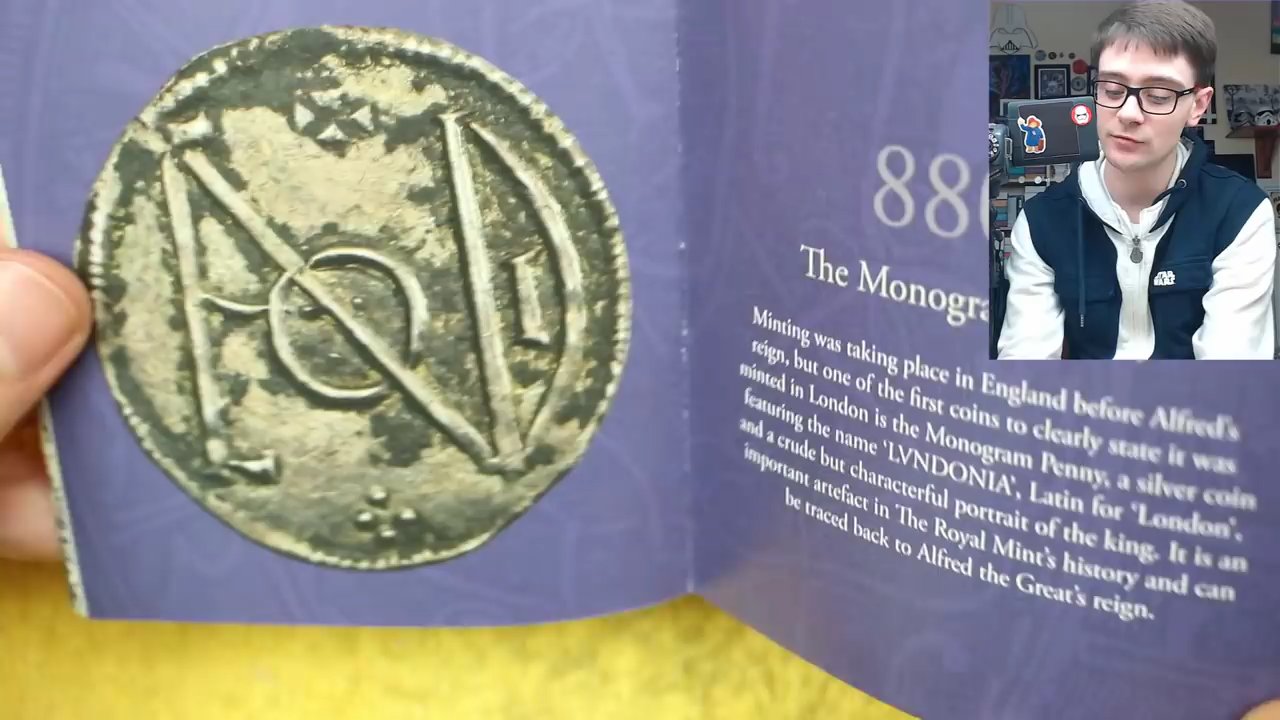 88
The Monogra
Minting was taking place in England before Alfred's
reign, but one of the first coins to clearly state it was
minted in London is the Monogram Penny, a silver coin
featuring the name 'LVNDONIA', Latin for 'London',
and a crude but characterful portrait of the king. It is an
important artefact in The Royal Mint's history and can
be traced back to Alfred the Great's reign.
STAR
WARS